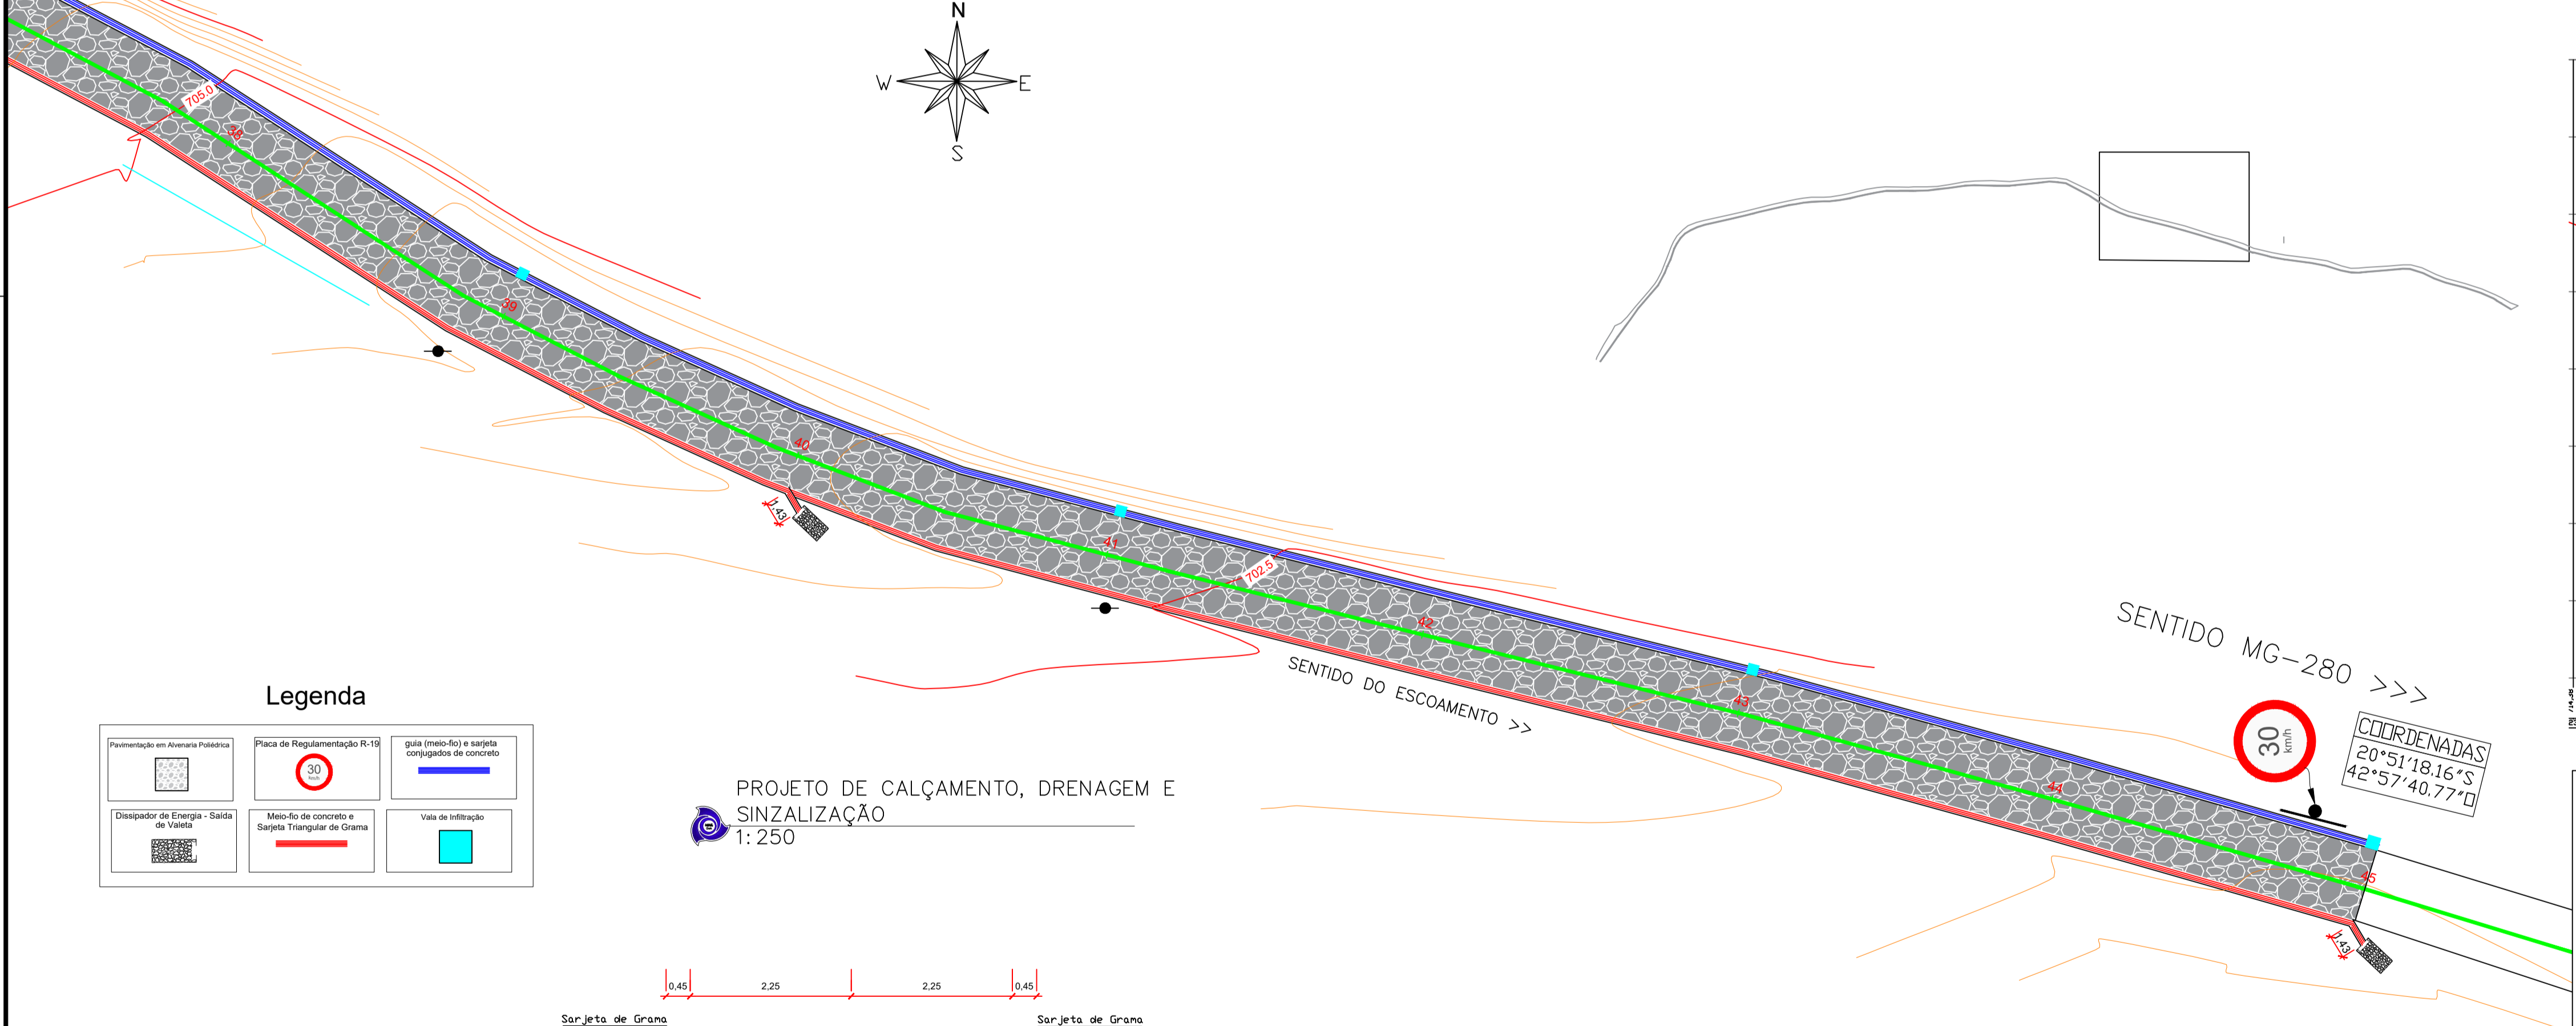 N
W
E
S
705.0
38
39
40
1.43
41
702.5
42
SENTIDO DO ESCOAMENTO >>
43
44
45
1.43
SENTIDO MG-280 >>>
30
km/h
COORDENADAS
20°51'18.16"S
42°57'40.77"O
Legenda
Pavimentação em Alvenaria Poliédrica
Placa de Regulamentação R-19
30
km/h
guia (meio-fio) e sarjeta
conjugados de concreto
Dissipador de Energia - Saída
de Valeta
Meio-fio de concreto e
Sarjeta Triangular de Grama
Vala de Infiltração
PROJETO DE CALÇAMENTO, DRENAGEM E
SINZALIZAÇÃO
1:250
0,45
2,25
2,25
0,45
Sarjeta de Grama
Sarjeta de Grama